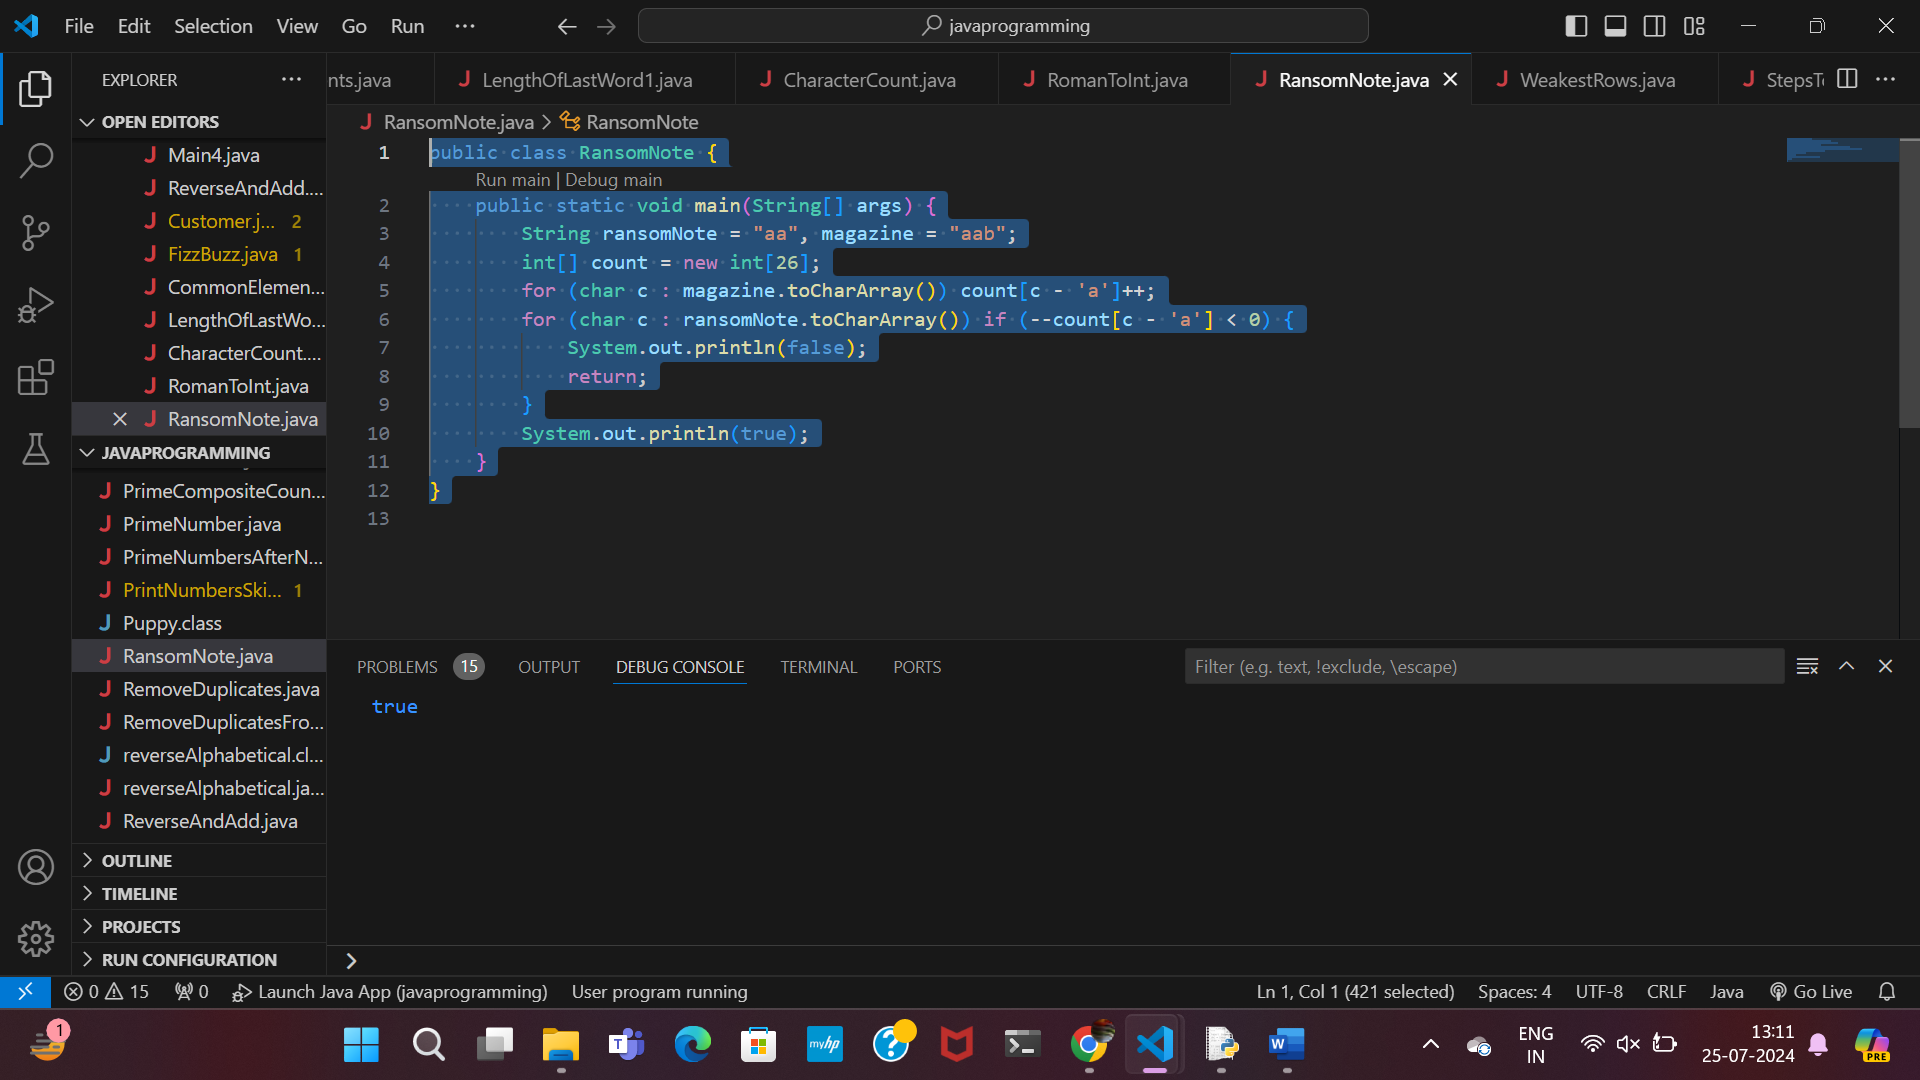 File Edit Selection View Go Run ... javaprogramming
EXPLORER ...
nts.java LengthOfLastWord1.java CharacterCount.java RomanToInt.java RansomNote.java WeakestRows.java StepsT ...
OPEN EDITORS
Main4.java
ReverseAndAdd....
Customer.j... 2
FizzBuzz.java 1
CommonElemen...
LengthOfLastWo...
CharacterCount....
RomanToInt.java
RansomNote.java
JAVAPROGRAMMING
PrimeCompositeCoun...
PrimeNumber.java
PrimeNumbersAfterN...
PrintNumbersSki... 1
Puppy.class
RansomNote.java
RemoveDuplicates.java
RemoveDuplicatesFro...
reverseAlphabetical.cl...
reverseAlphabetical.ja...
ReverseAndAdd.java
OUTLINE
TIMELINE
PROJECTS
RUN CONFIGURATION
RansomNote.java > RansomNote
1 public class RansomNote {
Run main | Debug main
2 public static void main(String[] args) {
3 String ransomNote = "aa", magazine = "aab";
4 int[] count = new int[26];
5 for (char c : magazine.toCharArray()) count[c - 'a']++;
6 for (char c : ransomNote.toCharArray()) if (--count[c - 'a'] < 0) {
7 System.out.println(false);
8 return;
9 }
10 System.out.println(true);
11 }
12 }
13
PROBLEMS 15 OUTPUT DEBUG CONSOLE TERMINAL PORTS Filter (e.g. text, !exclude, \escape)
true
>
0 15 0 Launch Java App (javaprogramming) User program running Ln 1, Col 1 (421 selected) Spaces: 4 UTF-8 CRLF Java Go Live
1 myhp W ENG IN 13:11 25-07-2024 PRE